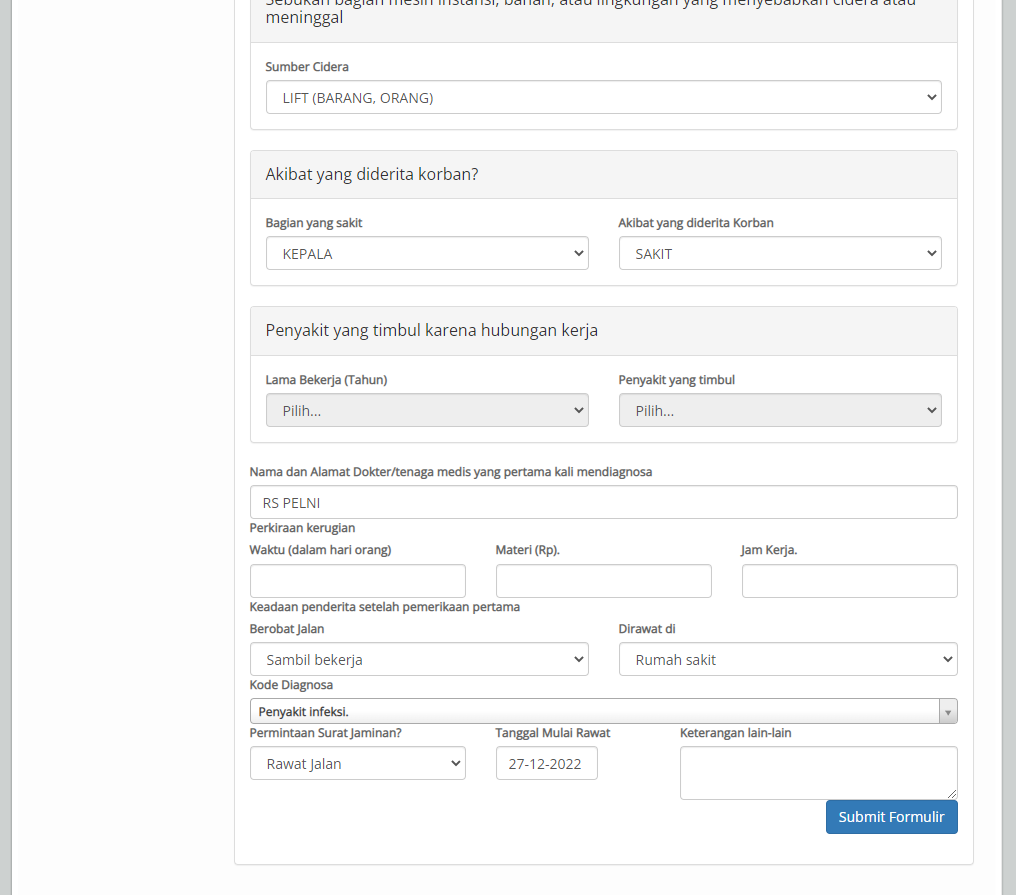 Sebukan bagian mesin instansi, bahan, atau lingkungan yang menyebabkan cidera atau
meninggal
Sumber Cidera
LIFT (BARANG, ORANG)
Akibat yang diderita korban?
Bagian yang sakit
Akibat yang diderita Korban
KEPALA
SAKIT
Penyakit yang timbul karena hubungan kerja
Lama Bekerja (Tahun)
Penyakit yang timbul
Pilih...
Pilih...
Nama dan Alamat Dokter/tenaga medis yang pertama kali mendiagnosa
RS PELNI
Perkiraan kerugian
Waktu (dalam hari orang)
Materi (Rp).
Jam Kerja.
Keadaan penderita setelah pemerikaan pertama
Berobat Jalan
Dirawat di
Sambil bekerja
Rumah sakit
Kode Diagnosa
Penyakit infeksi.
Permintaan Surat Jaminan?
Tanggal Mulai Rawat
Keterangan lain-lain
Rawat Jalan
27-12-2022
Submit Formulir